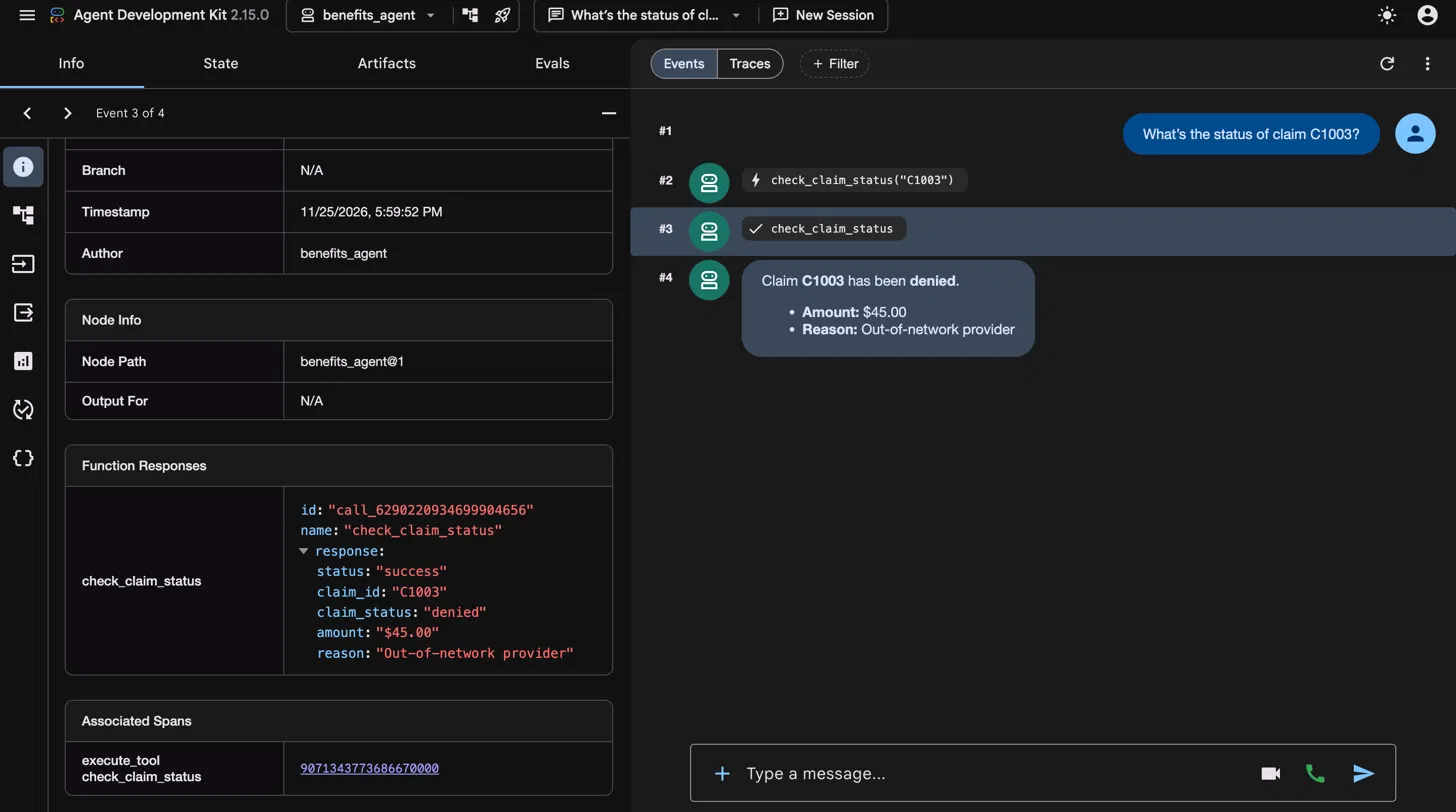 Agent Development Kit 2.15.0
benefits_agent
What's the status of cl...
New Session
Info
State
Artifacts
Evals
Event 3 of 4
Branch
N/A
Timestamp
11/25/2026, 5:59:52 PM
Author
benefits_agent
Node Info
Node Path
benefits_agent@1
Output For
N/A
Function Responses
check_claim_status
id: "call_6290220934699904656"
name: "check_claim_status"
response:
status: "success"
claim_id: "C1003"
claim_status: "denied"
amount: "$45.00"
reason: "Out-of-network provider"
Associated Spans
execute_tool
check_claim_status
9071343773686670000
Events
Traces
+ Filter
#1
What's the status of claim C1003?
#2
check_claim_status("C1003")
#3
check_claim_status
#4
Claim C1003 has been denied.
• Amount: $45.00
• Reason: Out-of-network provider
Type a message...